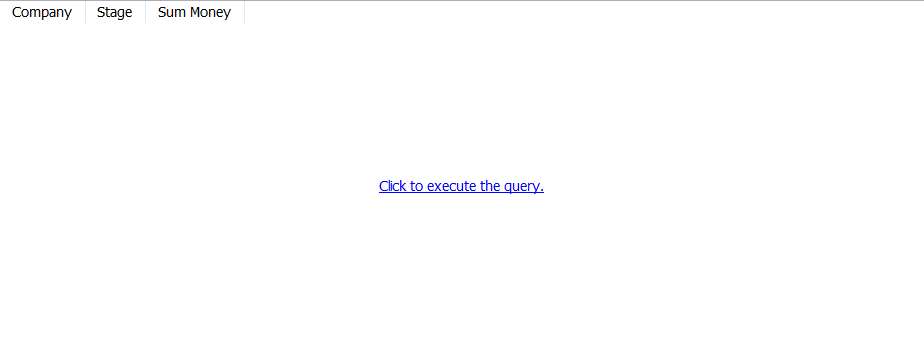 Company Stage Sum Money
Click to execute the query.